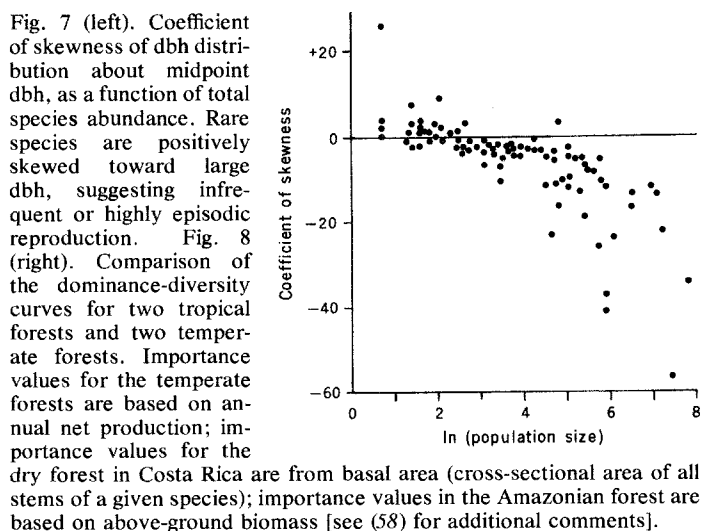 Fig. 7 (left). Coefficient
of skewness of dbh distri-
bution about midpoint
dbh, as a function of total
species abundance. Rare
species are positively
skewed toward large
dbh, suggesting infre-
quent or highly episodic
reproduction. Fig. 8
(right). Comparison of
the dominance-diversity
curves for two tropical
forests and two temper-
ate forests. Importance
values for the temperate
forests are based on an-
nual net production; im-
portance values for the
dry forest in Costa Rica are from basal area (cross-sectional area of all
stems of a given species); importance values in the Amazonian forest are
based on above-ground biomass [see (58) for additional comments].
Coefficient of skewness
+20
0
−20
−40
−60
0 2 4 6 8
ln (population size)